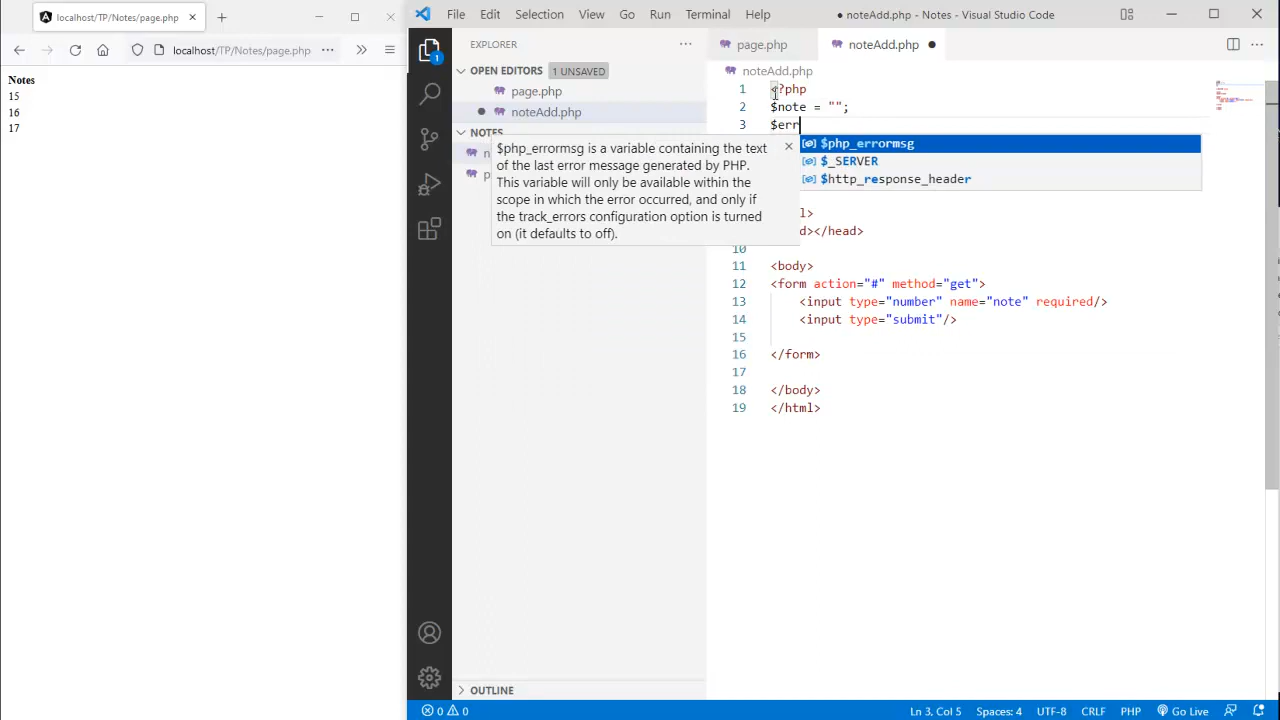 localhost/TP/Notes/page.php
localhost/TP/Notes/page.php
Notes
15
16
17
File Edit Selection View Go Run Terminal Help
● noteAdd.php - Notes - Visual Studio Code
EXPLORER
OPEN EDITORS 1 UNSAVED
page.php
noteAdd.php
NOTES
n
p
OUTLINE
page.php
noteAdd.php
noteAdd.php
1 <?php
2 $note = "";
3 $err
$php_errormsg
$_SERVER
$http_response_header
$php_errormsg is a variable containing the text
of the last error message generated by PHP.
This variable will only be available within the
scope in which the error occurred, and only if
the track_errors configuration option is turned
on (it defaults to off).
l>
d></head>
10
11 <body>
12 <form action="#" method="get">
13 <input type="number" name="note" required/>
14 <input type="submit"/>
15
16 </form>
17
18 </body>
19 </html>
1
0 0
Ln 3, Col 5 Spaces: 4 UTF-8 CRLF PHP Go Live